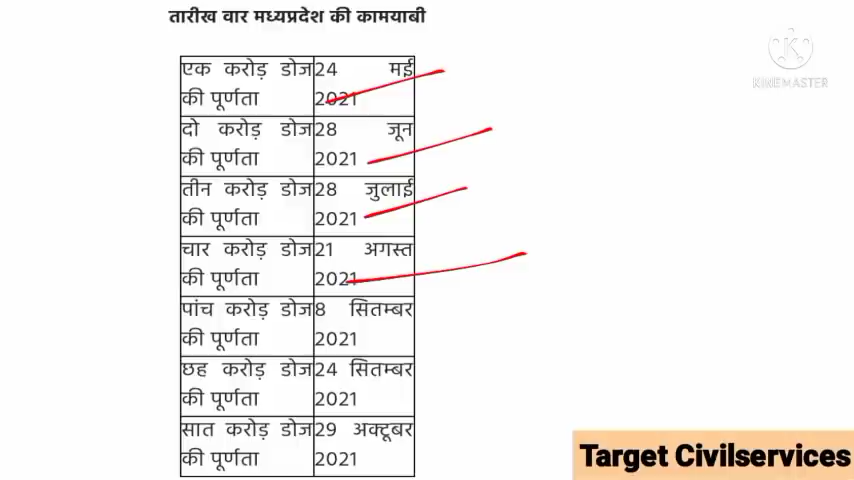 तारीख वार मध्यप्रदेश की कामयाबी
KINEMASTER
एक करोड़ डोज 24 मई
की पूर्णता 2021
दो करोड़ डोज 28 जून
की पूर्णता 2021
तीन करोड़ डोज 28 जुलाई
की पूर्णता 2021
चार करोड़ डोज 21 अगस्त
की पूर्णता 2021
पांच करोड़ डोज 8 सितम्बर
की पूर्णता 2021
छह करोड़ डोज 24 सितम्बर
की पूर्णता 2021
सात करोड़ डोज 29 अक्टूबर
की पूर्णता 2021
Target Civilservices